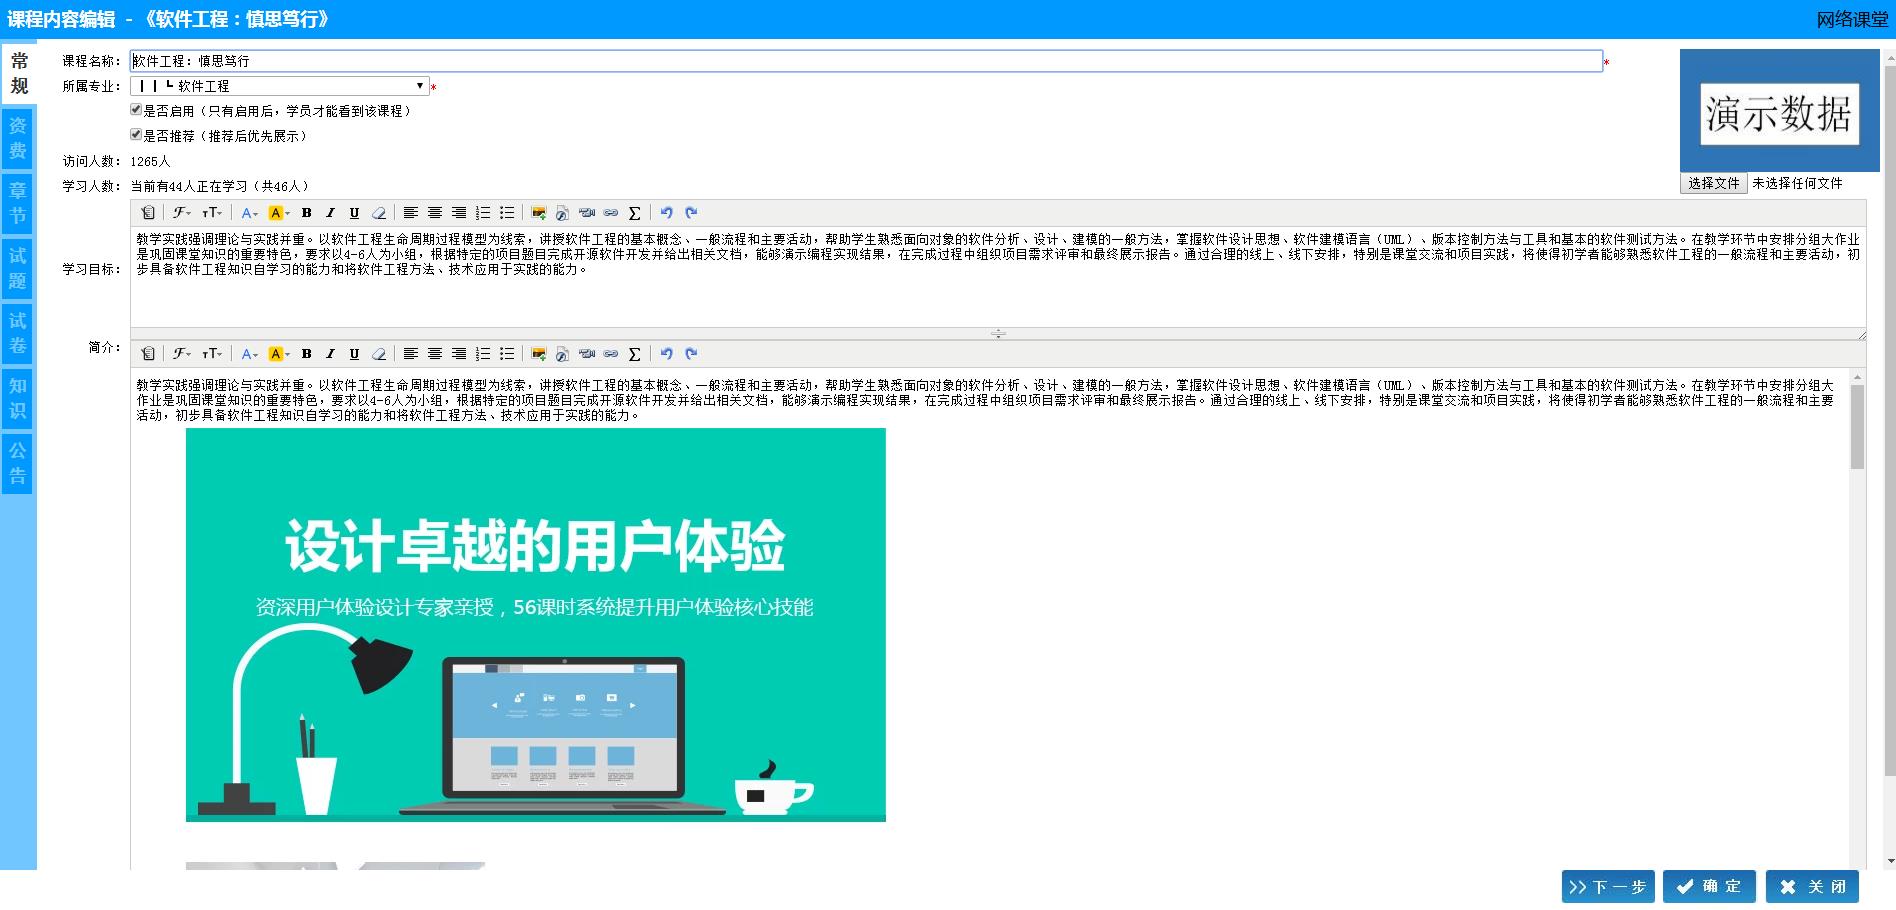 课程内容编辑 - 《软件工程：慎思笃行》
网络课堂
常规
资费
章节
试题
试卷
知识
公告
课程名称： 软件工程：慎思笃行 *
所属专业： ┃┃┗ 软件工程 *
是否启用（只有启用后，学员才能看到该课程）
是否推荐（推荐后优先展示）
访问人数： 1265人
学习人数： 当前有44人正在学习（共46人）
演示数据
选择文件 未选择任何文件
学习目标：
教学实践强调理论与实践并重。以软件工程生命周期过程模型为线索，讲授软件工程的基本概念、一般流程和主要活动，帮助学生熟悉面向对象的软件分析、设计、建模的一般方法，掌握软件设计思想、软件建模语言（UML）、版本控制方法与工具和基本的软件测试方法。在教学环节中安排分组大作业
是巩固课堂知识的重要特色，要求以4-6人为小组，根据特定的项目题目完成开源软件开发并给出相关文档，能够演示编程实现结果，在完成过程中组织项目需求评审和最终展示报告。通过合理的线上、线下安排，特别是课堂交流和项目实践，将使得初学者能够熟悉软件工程的一般流程和主要活动，初
步具备软件工程知识自学习的能力和将软件工程方法、技术应用于实践的能力。
简介：
教学实践强调理论与实践并重。以软件工程生命周期过程模型为线索，讲授软件工程的基本概念、一般流程和主要活动，帮助学生熟悉面向对象的软件分析、设计、建模的一般方法，掌握软件设计思想、软件建模语言（UML）、版本控制方法与工具和基本的软件测试方法。在教学环节中安排分组大
作业是巩固课堂知识的重要特色，要求以4-6人为小组，根据特定的项目题目完成开源软件开发并给出相关文档，能够演示编程实现结果，在完成过程中组织项目需求评审和最终展示报告。通过合理的线上、线下安排，特别是课堂交流和项目实践，将使得初学者能够熟悉软件工程的一般流程和主要
活动，初步具备软件工程知识自学习的能力和将软件工程方法、技术应用于实践的能力。
设计卓越的用户体验
资深用户体验设计专家亲授，56课时系统提升用户体验核心技能
下一步 确定 关闭